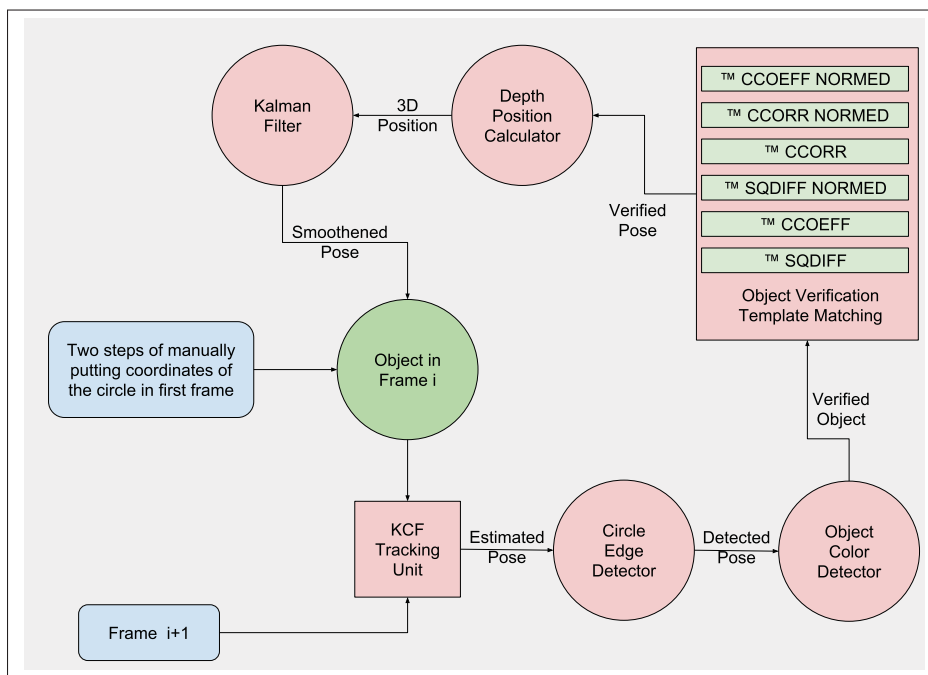 Kalman
Filter
3D
Position
Depth
Position
Calculator
™ CCOEFF NORMED
™ CCORR NORMED
™ CCORR
™ SQDIFF NORMED
™ CCOEFF
™ SQDIFF
Object Verification
Template Matching
Verified
Pose
Smoothened
Pose
Two steps of manually
putting coordinates of
the circle in first frame
Object in
Frame i
Verified
Object
KCF
Tracking
Unit
Estimated
Pose
Circle
Edge
Detector
Detected
Pose
Object
Color
Detector
Frame i+1